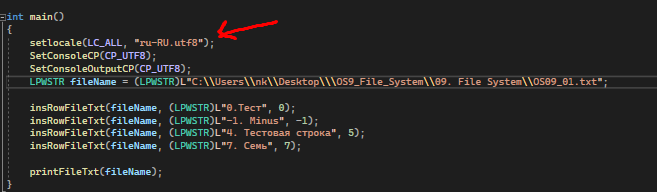 int main()
{
setlocale(LC_ALL, "ru-RU.utf8");
SetConsoleCP(CP_UTF8);
SetConsoleOutputCP(CP_UTF8);
LPWSTR fileName = (LPWSTR)L"C:\\Users\\nk\\Desktop\\\OS9_File_System\\09. File System\\OS09_01.txt";
insRowFileTxt(fileName, (LPWSTR)L"0.Тест", 0);
insRowFileTxt(fileName, (LPWSTR)L"-1. Minus", -1);
insRowFileTxt(fileName, (LPWSTR)L"4. Тестовая строка", 5);
insRowFileTxt(fileName, (LPWSTR)L"7. Семь", 7);
printFileTxt(fileName);
}